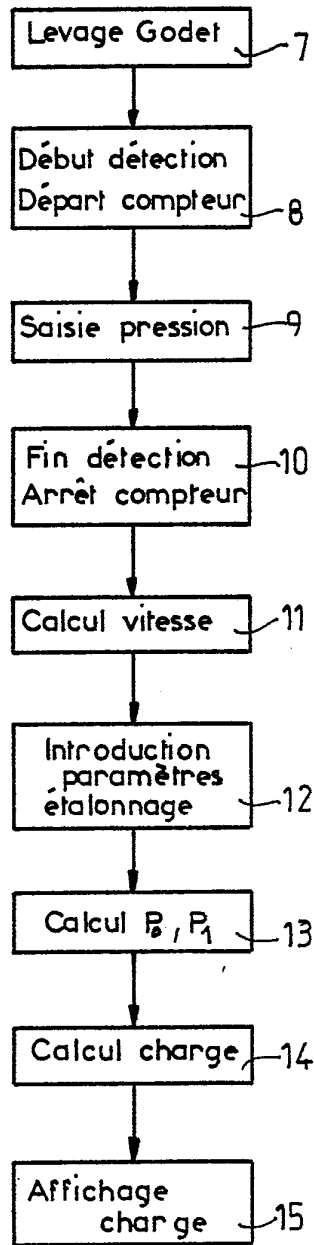 Levage Godet
7
Début détection
Départ compteur
8
Saisie pression
9
Fin détection
Arrêt compteur
10
Calcul vitesse
11
Introduction
paramètres
étalonnage
12
Calcul P₀, P₁
13
Calcul charge
14
Affichage
charge
15